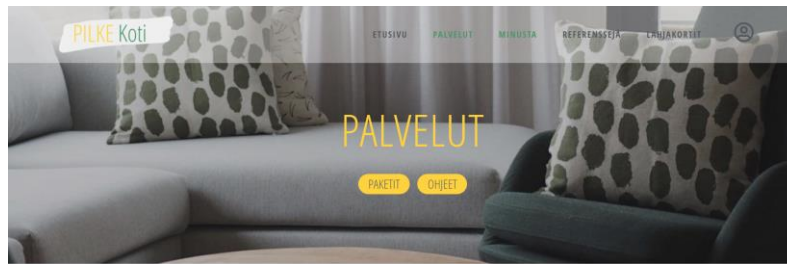 PILKE Koti
ETUSIVU PALVELUT MINUSTA REFERENSSEJÄ LAHJAKORTIT
PALVELUT
PAKETIT OHJEET